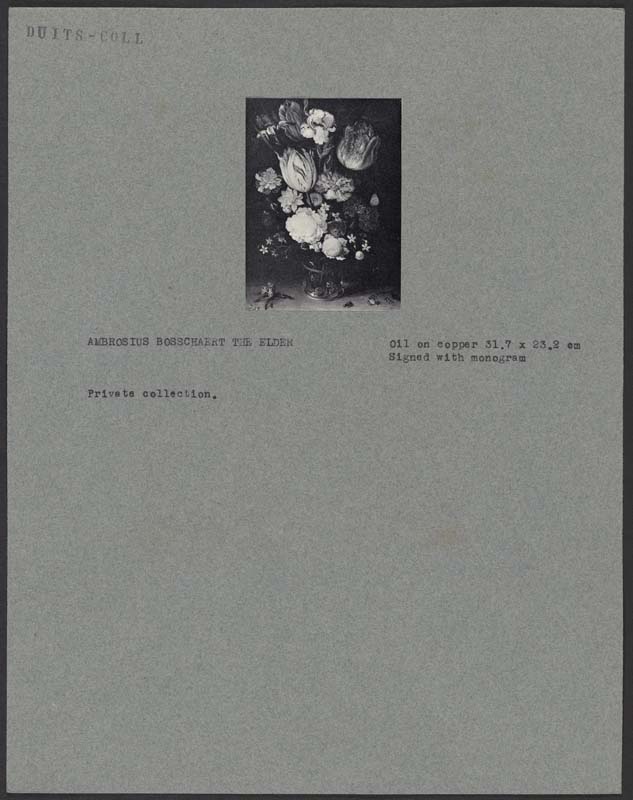 DUITS-COLL
AMBROSIUS BOSSCHAERT THE ELDER
Oil on copper 31.7 x 23.2 cm
Signed with monogram
Private collection.